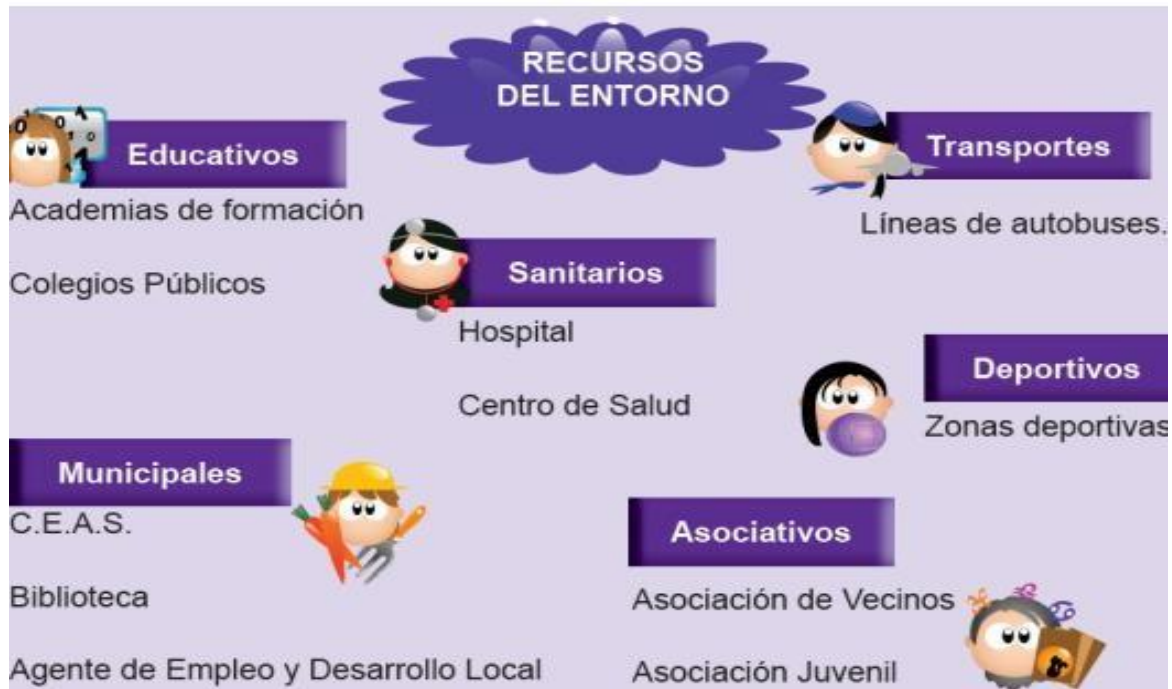 RECURSOS
DEL ENTORNO
Educativos
Academias de formación
Colegios Públicos
Transportes
Líneas de autobuses.
Sanitarios
Hospital
Centro de Salud
Deportivos
Zonas deportivas
Municipales
C.E.A.S.
Biblioteca
Agente de Empleo y Desarrollo Local
Asociativos
Asociación de Vecinos
Asociación Juvenil